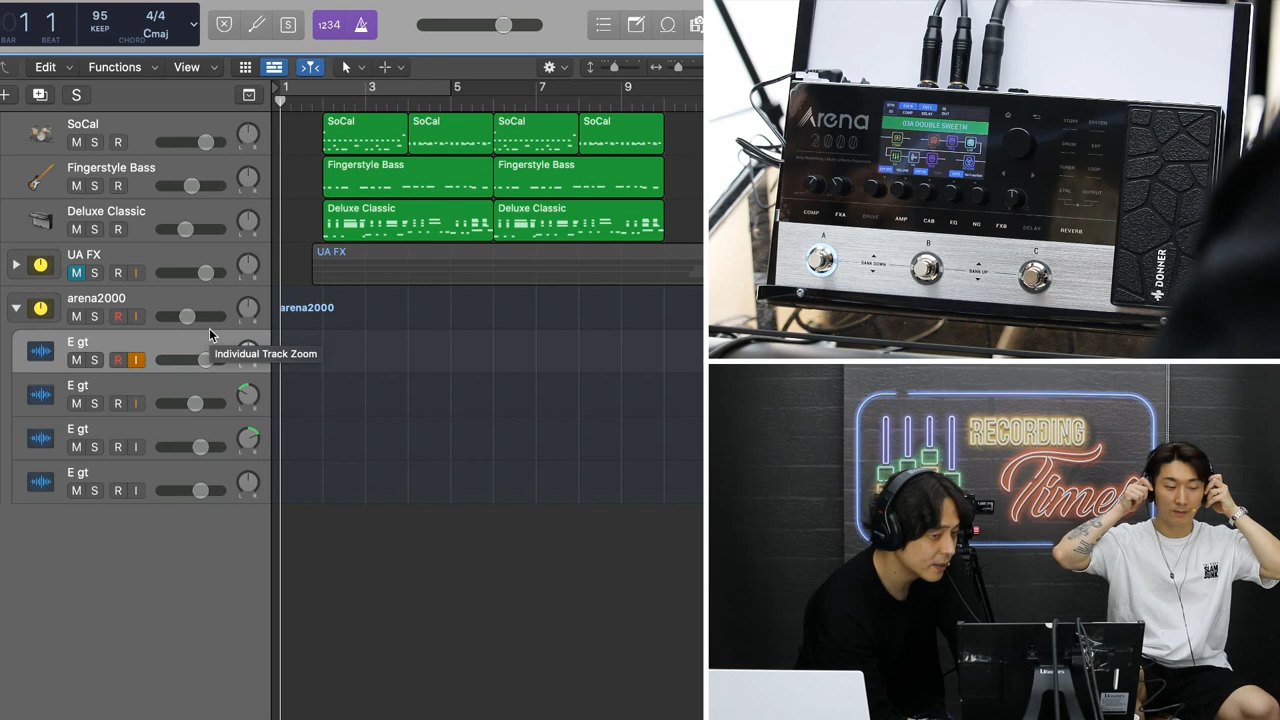 001 1
BAR BEAT
95
KEEP
4/4
Cmaj
CHORD
S
1234
Edit
Functions
View
S
1
3
5
7
9
SoCal
M S R
SoCal
SoCal
SoCal
SoCal
Fingerstyle Bass
M S R
Fingerstyle Bass
Fingerstyle Bass
Deluxe Classic
M S R
Deluxe Classic
Deluxe Classic
UA FX
M S R I
L R
UA FX
arena2000
M S R I
L R
arena2000
E gt
M S R I
Individual Track Zoom
E gt
M S R I
L R
E gt
M S R I
L R
E gt
M S R I
L R
Arena
2000
03A DOUBLE SWEETM
COMP FXA DRIVE AMP CAB EQ NG FXB DELAY REVERB
A
B
C
BANK DOWN
BANK UP
DONNER
RECORDING
Times
SLAM
DUNK